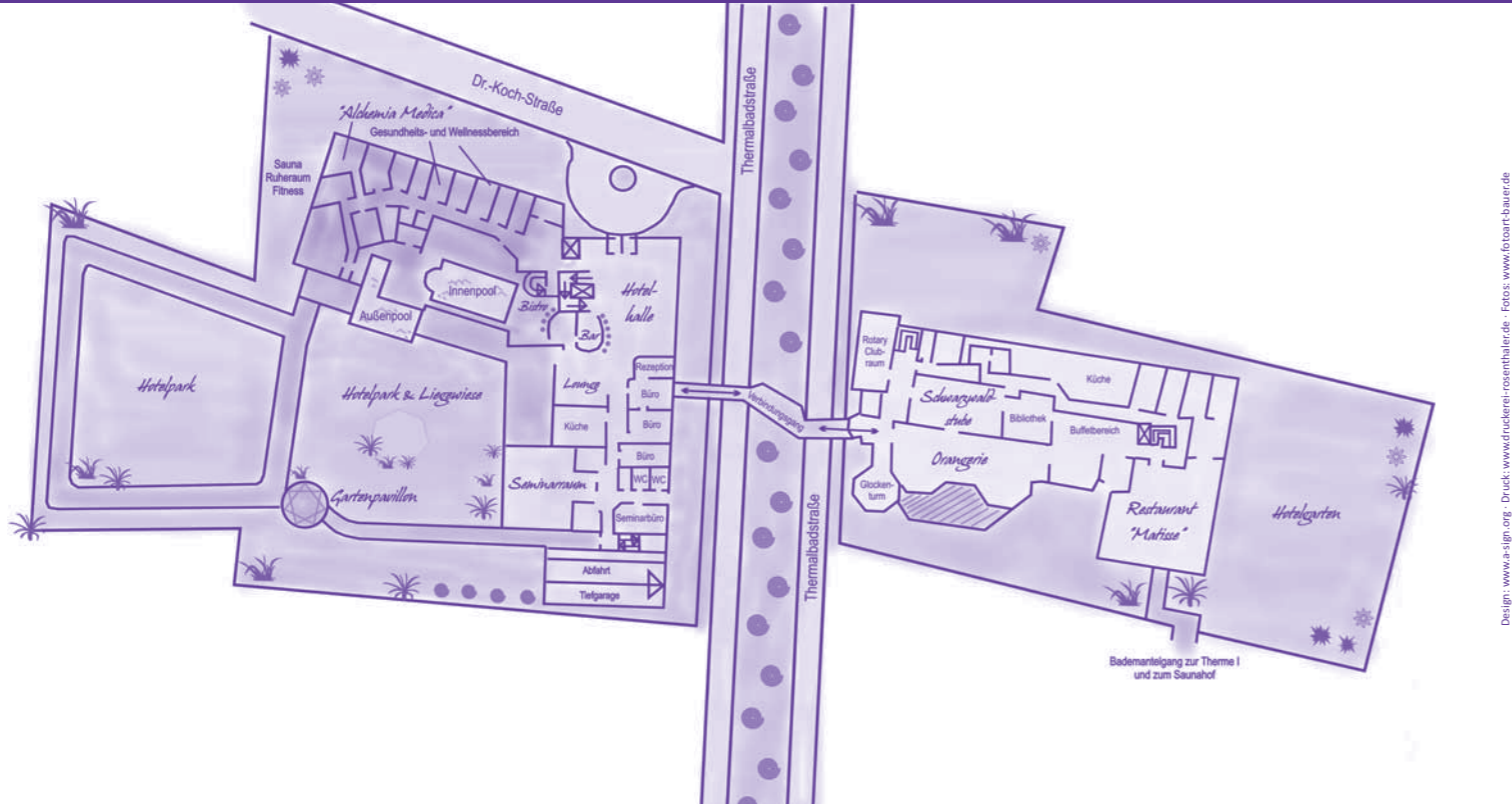 Dr.-Koch-Straße
Thermalbadstraße
"Alchemia Medica"
Gesundheits- und Wellnessbereich
Sauna
Ruheraum
Fitness
Innenpool
Außenpool
Bistro
Bar
Hotel-
halle
Hotelpark
Hotelpark & Liegewiese
Lounge
Rezeption
Büro
Küche
Büro
Büro
WC WC
Seminarraum
Seminarbüro
Gartenpavillon
Abfahrt
Tiefgarage
Verbindungsgang
Thermalbadstraße
Rotary
Club-
raum
Schwarzwald
stube
Bibliothek
Küche
Buffetbereich
Orangerie
Glocken-
turm
Restaurant
"Matisse"
Hotelgarten
Bademantelgang zur Therme I
und zum Saunahof
Design: www.a-sign.org · Druck: www.druckerei-rosenthaler.de · Fotos: www.fotoart-bauer.de